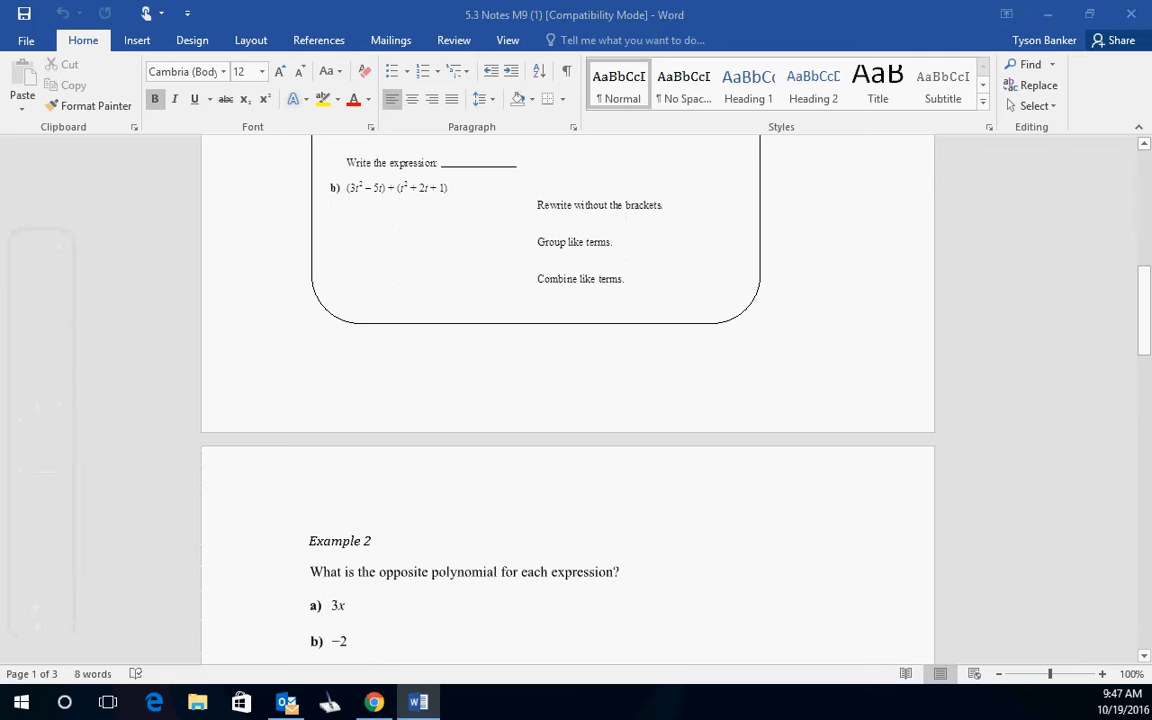 5.3 Notes M9 (1) [Compatibility Mode] - Word
File Home Insert Design Layout References Mailings Review View Tell me what you want to do... Tyson Banker Share
Paste
Cut
Copy
Format Painter
Clipboard
Cambria (Body 12
Aa
B I U abc x₂ x² A A
Font
Paragraph
AaBbCcI AaBbCcI AaBbCc AaBbCcI AaB AaBbCcI
¶ Normal ¶ No Spac... Heading 1 Heading 2 Title Subtitle
Styles
Find
Replace
Select
Editing
Write the expression:
b) (3t² – 5t) + (t² + 2t + 1)
Rewrite without the brackets.
Group like terms.
Combine like terms.
Example 2
What is the opposite polynomial for each expression?
a) 3x
b) −2
Page 1 of 3 8 words 100%
9:47 AM
10/19/2016